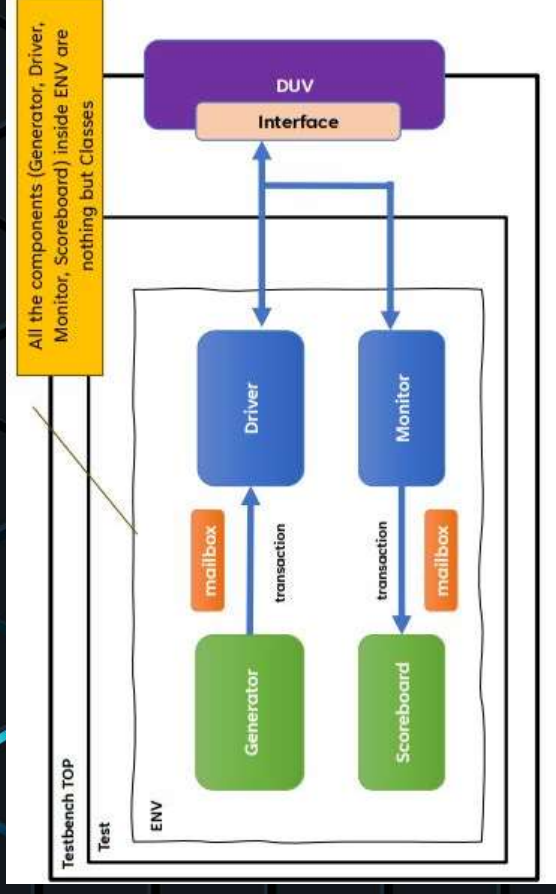 All the components (Generator, Driver,
Monitor, Scoreboard) inside ENV are
nothing but Classes
Testbench TOP
Test
ENV
Generator
mailbox
transaction
Driver
Interface
DUV
Scoreboard
transaction
mailbox
Monitor